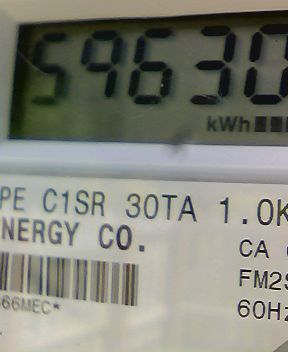 59630
kWh
PE C1SR 30TA 1.0K
NERGY CO.
CA
FM2S
66MEC*
60Hz